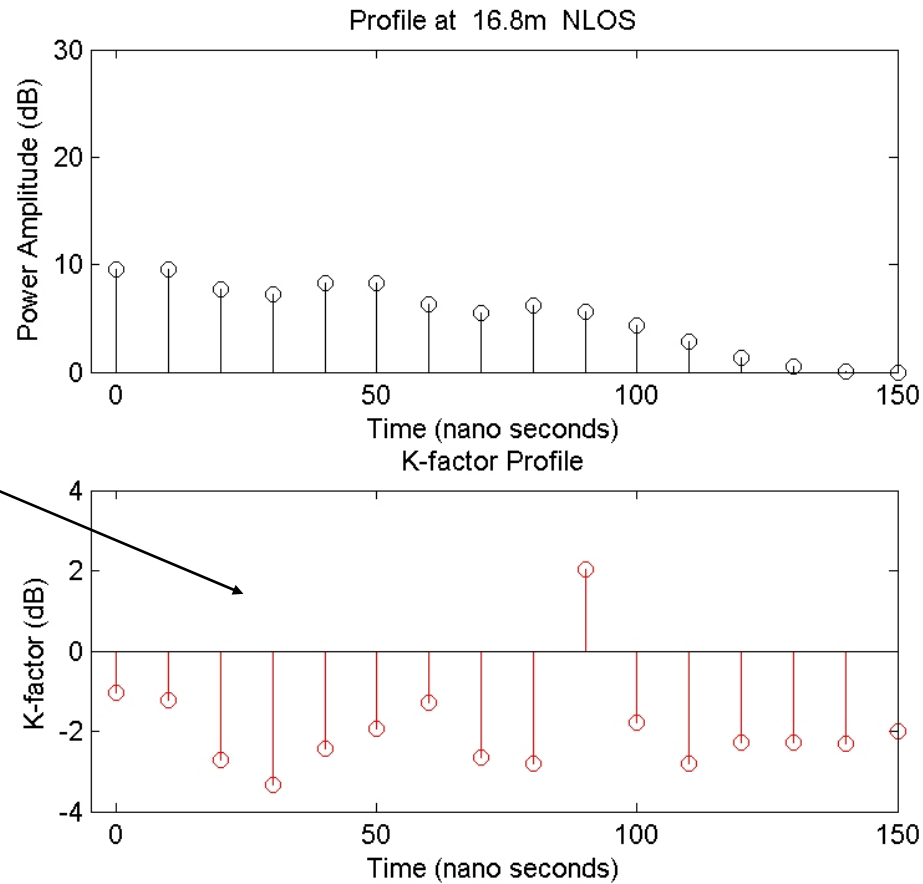 Profile at 16.8m NLOS
Power Amplitude (dB)
30
20
10
0
0 50 100 150
Time (nano seconds)
K-factor Profile
K-factor (dB)
4
2
0
-2
-4
0 50 100 150
Time (nano seconds)